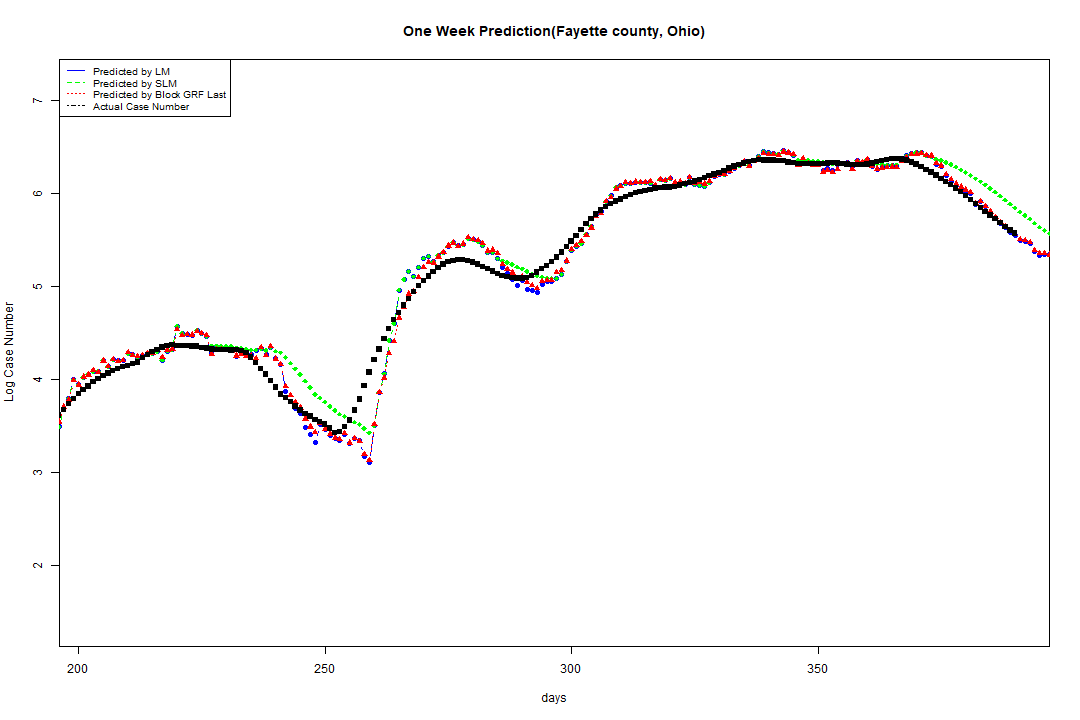 One Week Prediction(Fayette county, Ohio)
Predicted by LM
Predicted by SLM
Predicted by Block GRF Last
Actual Case Number
Log Case Number
7
6
5
4
3
2
200
250
300
350
days